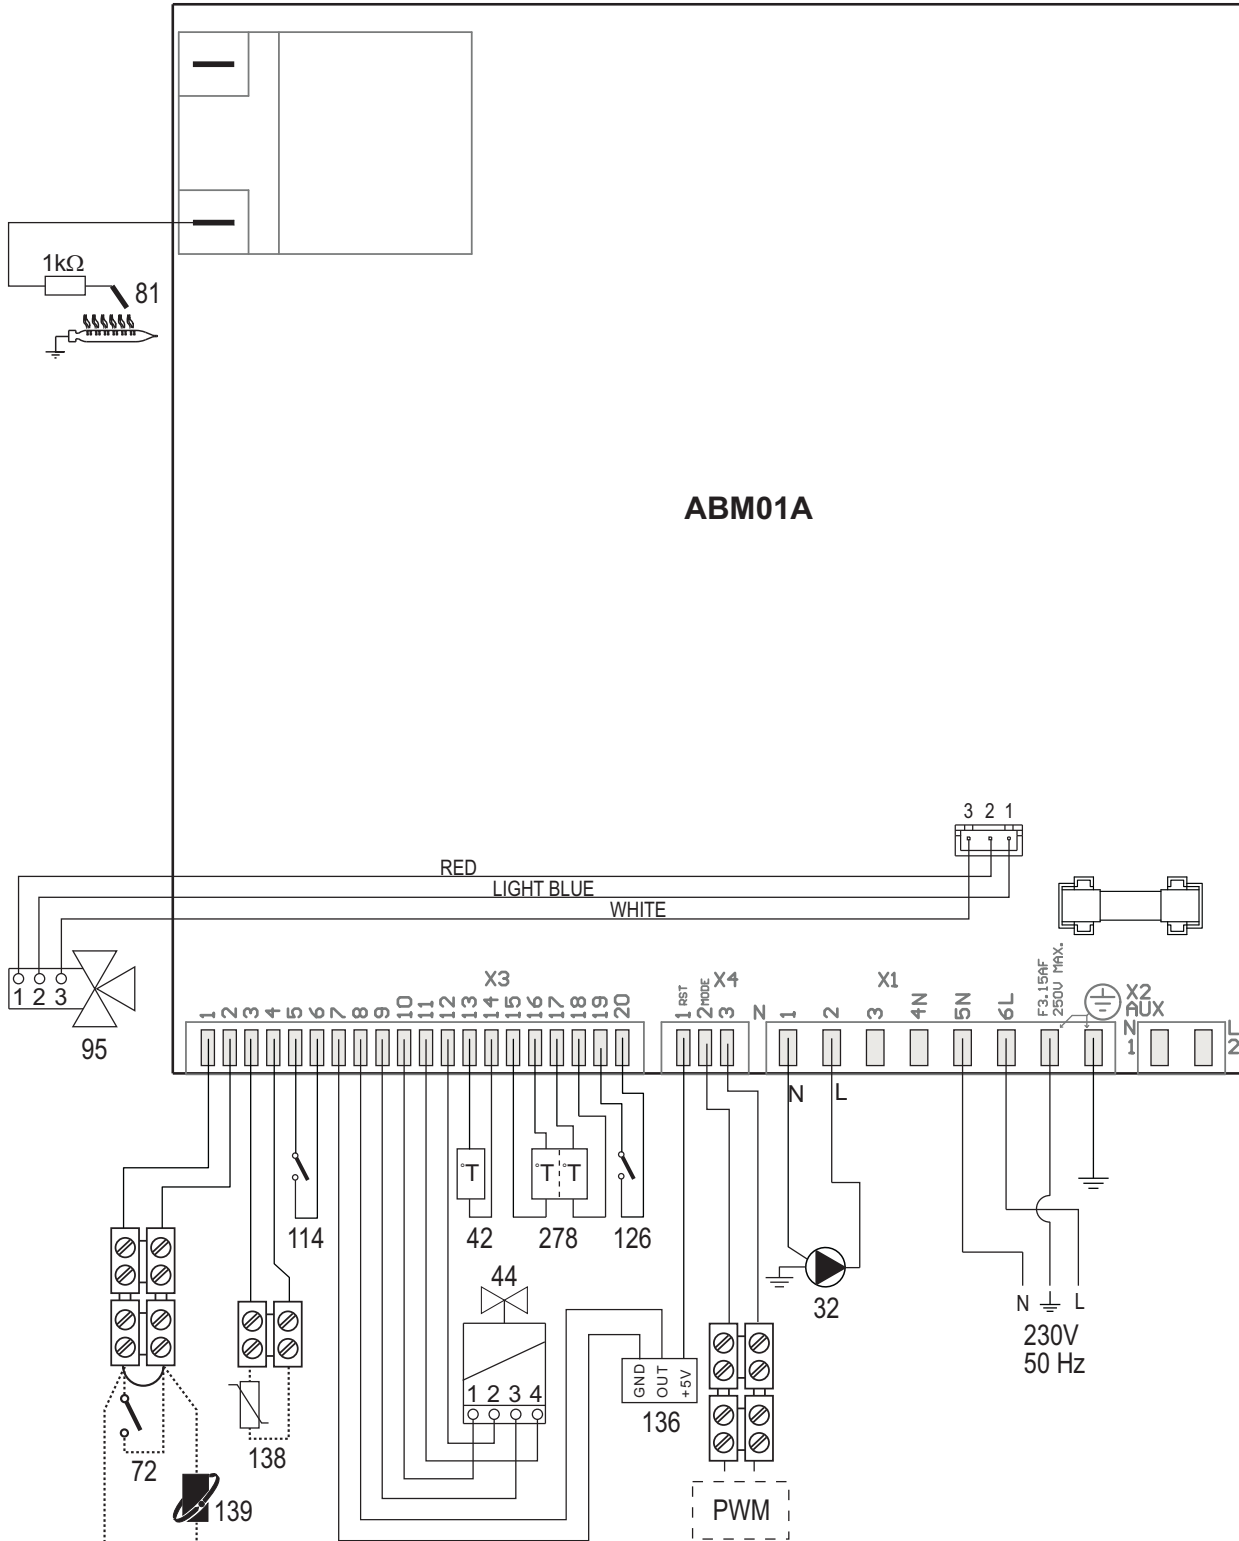 1kΩ
81
ABM01A
3 2 1
RED
LIGHT BLUE
WHITE
1 2 3
95
X3
X4
X1
F3.15AF
250V MAX.
X2
AUX
1 2 3 4 5 6 7 8 9 10 11 12 13 14 15 16 17 18 19 20
1 RST
2 MODE
3
N
1 2 3 4N 5N 6L
N
1
L
2
N
L
114
42
278
126
°T
°T
°T
44
32
1 2 3 4
GND
OUT
+5V
136
N
L
230V
50 Hz
72
138
139
PWM